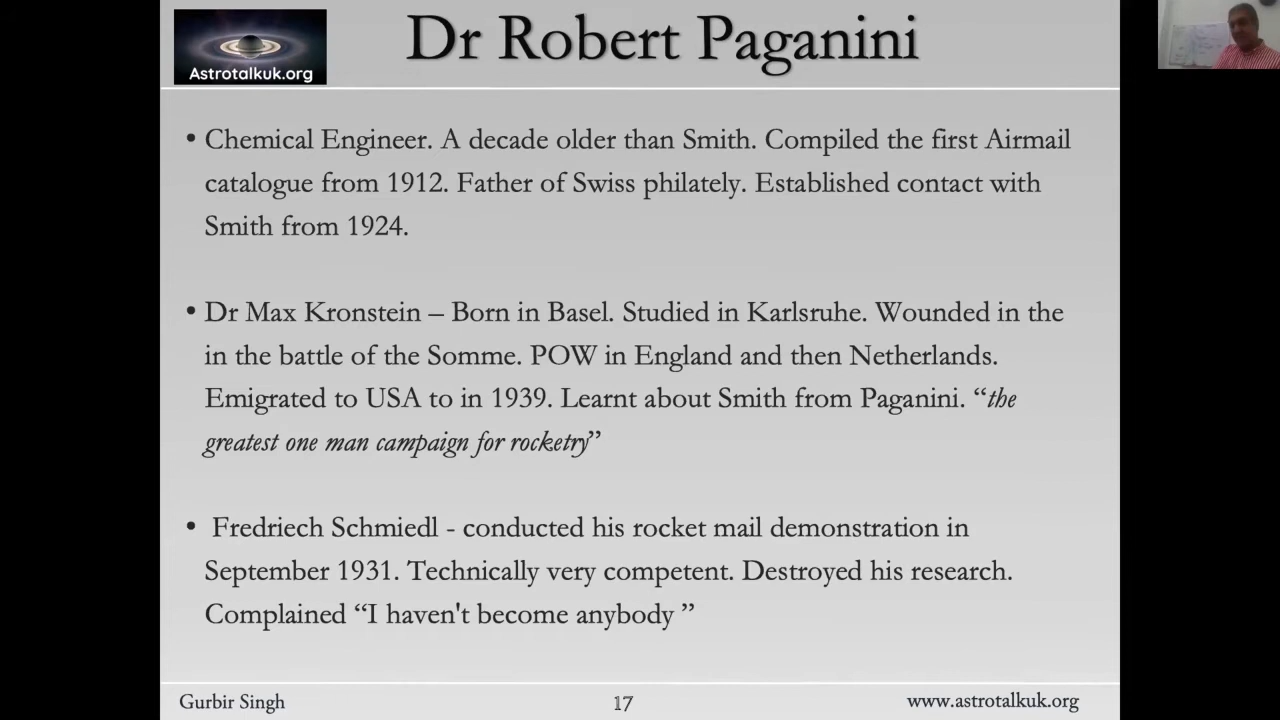 Dr Robert Paganini
Astrotalkuk.org
• Chemical Engineer. A decade older than Smith. Compiled the first Airmail
catalogue from 1912. Father of Swiss philately. Established contact with
Smith from 1924.
• Dr Max Kronstein – Born in Basel. Studied in Karlsruhe. Wounded in the
in the battle of the Somme. POW in England and then Netherlands.
Emigrated to USA to in 1939. Learnt about Smith from Paganini. “the
greatest one man campaign for rocketry”
• Fredriech Schmiedl - conducted his rocket mail demonstration in
September 1931. Technically very competent. Destroyed his research.
Complained “I haven't become anybody ”
Gurbir Singh
17
www.astrotalkuk.org